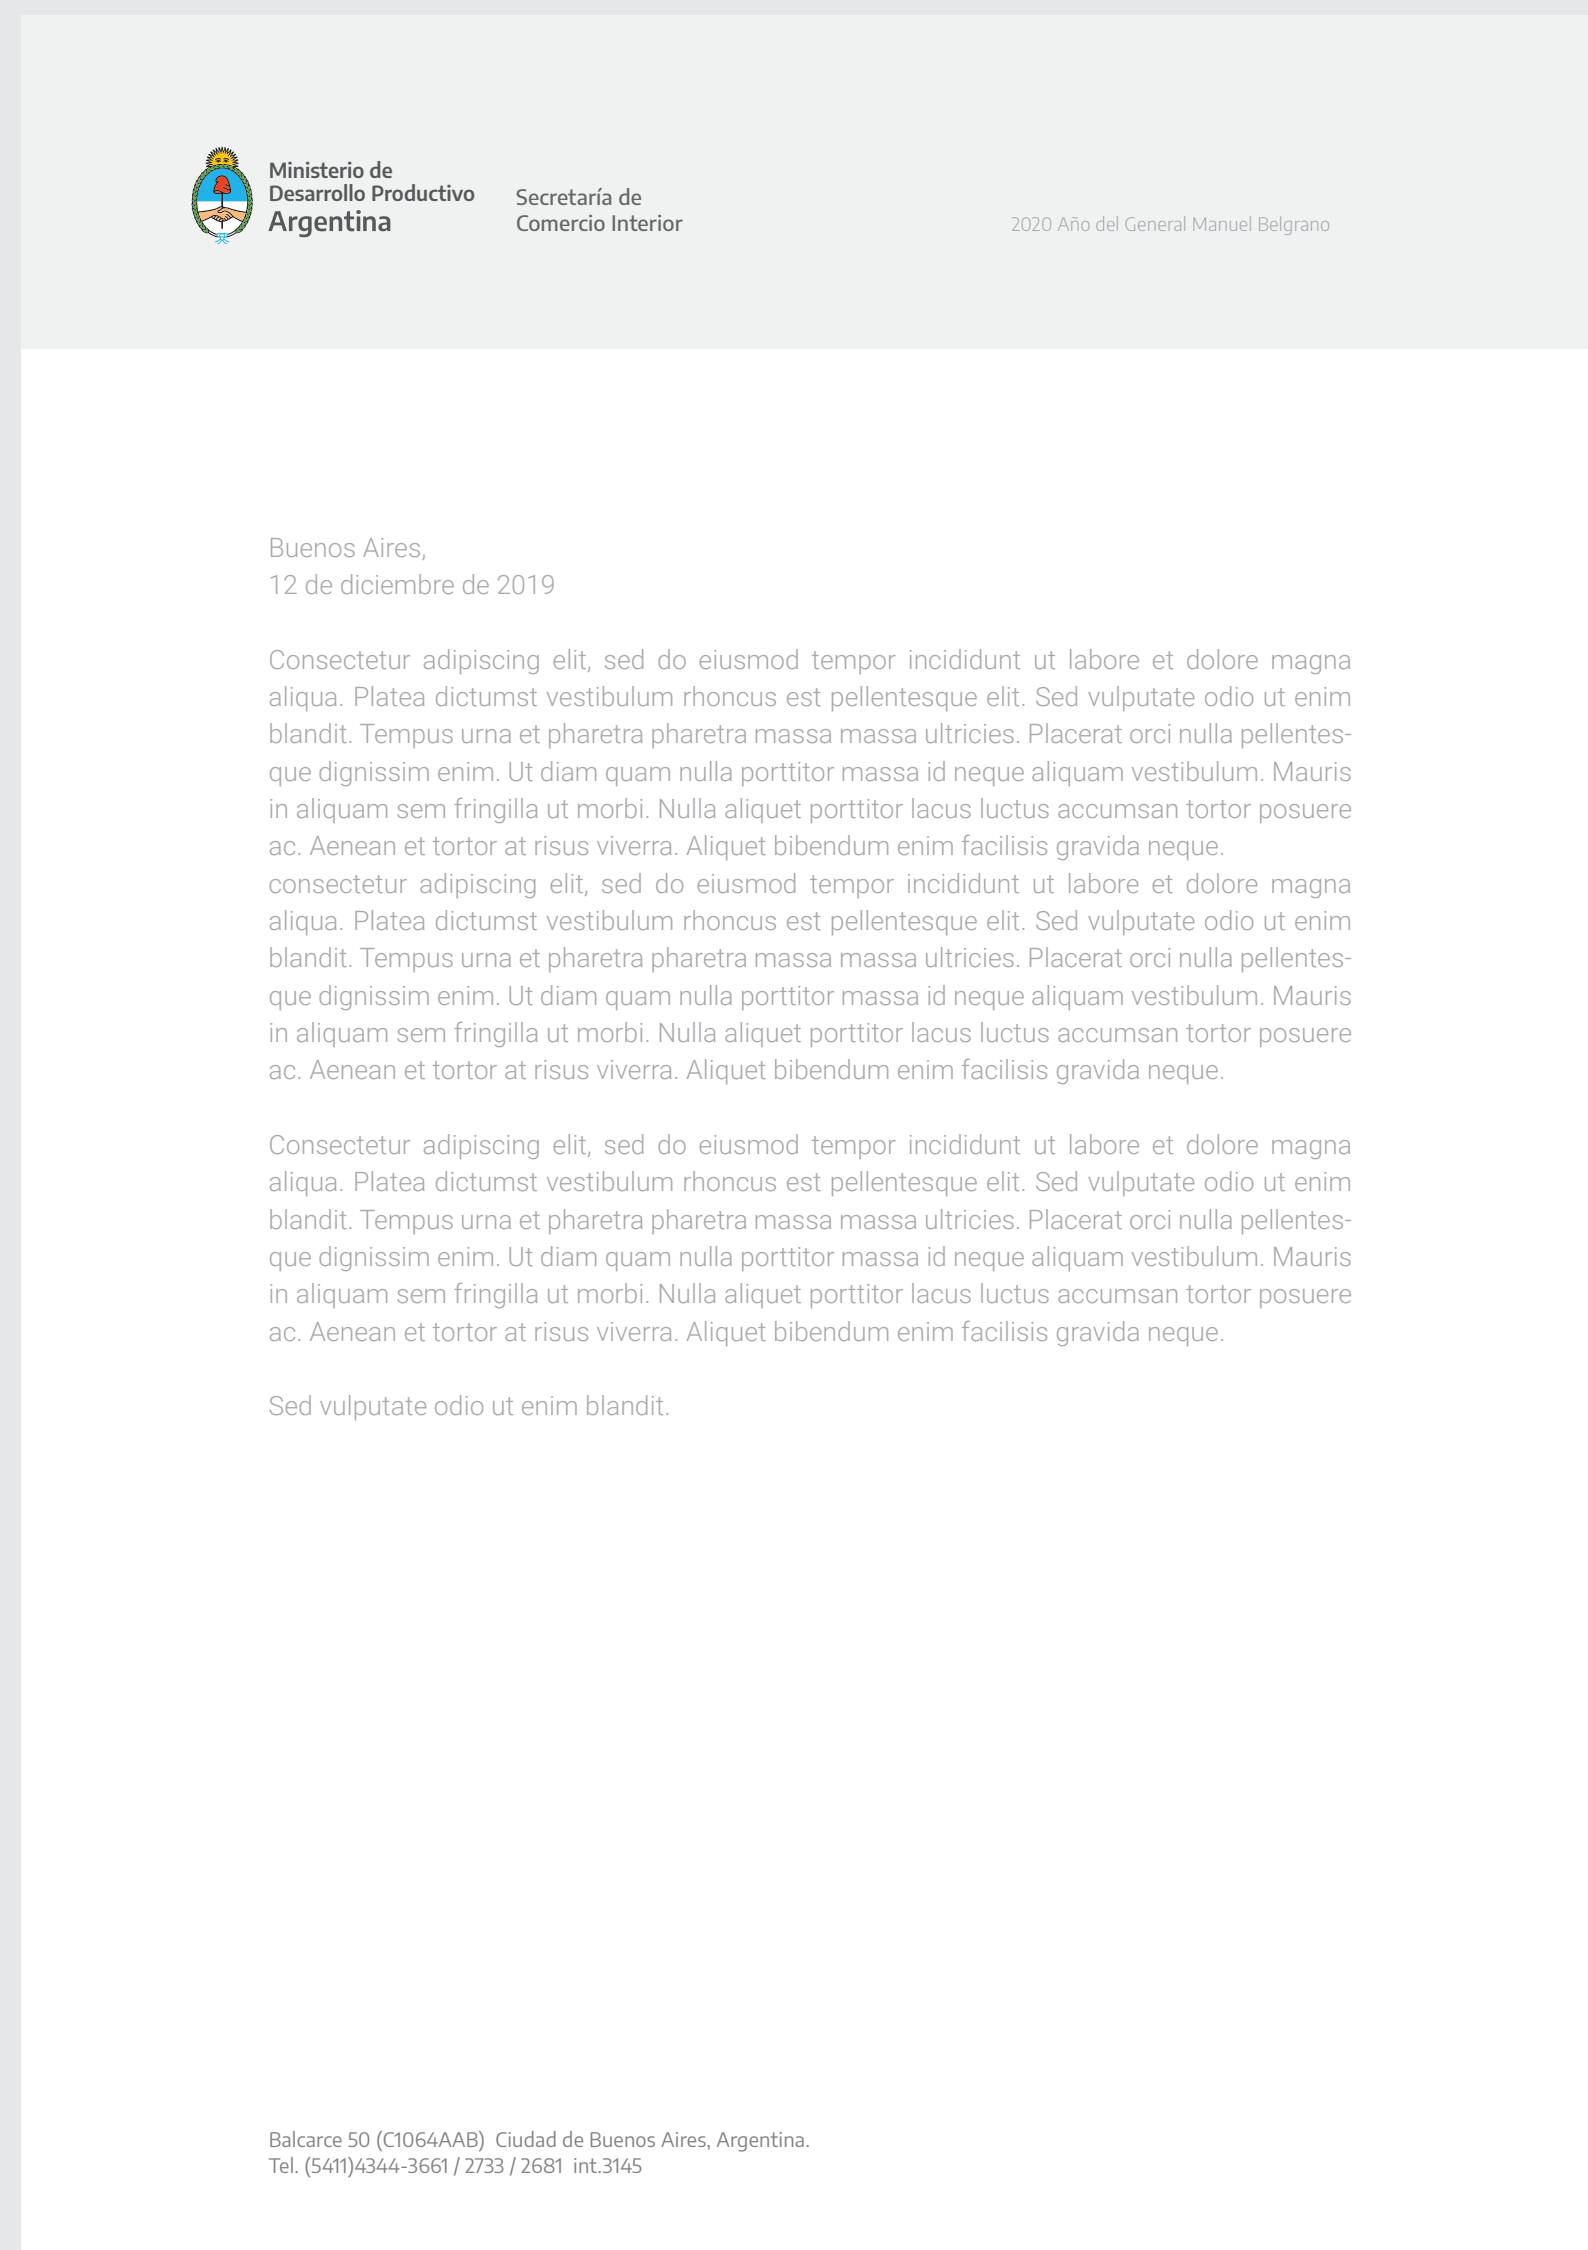 Ministerio de
Desarrollo Productivo
Argentina
Secretaría de
Comercio Interior
2020 Año del General Manuel Belgrano
Buenos Aires,
12 de diciembre de 2019
Consectetur adipiscing elit, sed do eiusmod tempor incididunt ut labore et dolore magna
aliqua. Platea dictumst vestibulum rhoncus est pellentesque elit. Sed vulputate odio ut enim
blandit. Tempus urna et pharetra pharetra massa massa ultricies. Placerat orci nulla pellentes-
que dignissim enim. Ut diam quam nulla porttitor massa id neque aliquam vestibulum. Mauris
in aliquam sem fringilla ut morbi. Nulla aliquet porttitor lacus luctus accumsan tortor posuere
ac. Aenean et tortor at risus viverra. Aliquet bibendum enim facilisis gravida neque.
consectetur adipiscing elit, sed do eiusmod tempor incididunt ut labore et dolore magna
aliqua. Platea dictumst vestibulum rhoncus est pellentesque elit. Sed vulputate odio ut enim
blandit. Tempus urna et pharetra pharetra massa massa ultricies. Placerat orci nulla pellentes-
que dignissim enim. Ut diam quam nulla porttitor massa id neque aliquam vestibulum. Mauris
in aliquam sem fringilla ut morbi. Nulla aliquet porttitor lacus luctus accumsan tortor posuere
ac. Aenean et tortor at risus viverra. Aliquet bibendum enim facilisis gravida neque.
Consectetur adipiscing elit, sed do eiusmod tempor incididunt ut labore et dolore magna
aliqua. Platea dictumst vestibulum rhoncus est pellentesque elit. Sed vulputate odio ut enim
blandit. Tempus urna et pharetra pharetra massa massa ultricies. Placerat orci nulla pellentes-
que dignissim enim. Ut diam quam nulla porttitor massa id neque aliquam vestibulum. Mauris
in aliquam sem fringilla ut morbi. Nulla aliquet porttitor lacus luctus accumsan tortor posuere
ac. Aenean et tortor at risus viverra. Aliquet bibendum enim facilisis gravida neque.
Sed vulputate odio ut enim blandit.
Balcarce 50 (C1064AAB)  Ciudad de Buenos Aires, Argentina.
Tel. (5411)4344-3661 / 2733 / 2681  int.3145